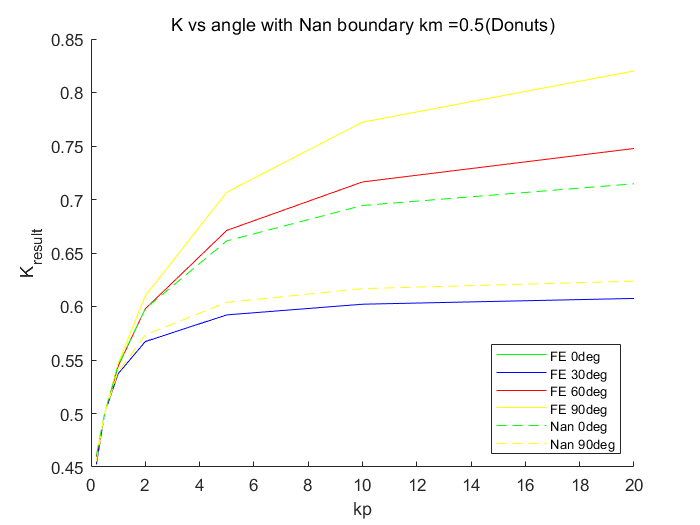 K vs angle with Nan boundary km =0.5(Donuts)
0.85
0.8
0.75
0.7
0.65
0.6
0.55
0.5
0.45
K_result
FE 0deg
FE 30deg
FE 60deg
FE 90deg
Nan 0deg
Nan 90deg
0 2 4 6 8 10 12 14 16 18 20
kp